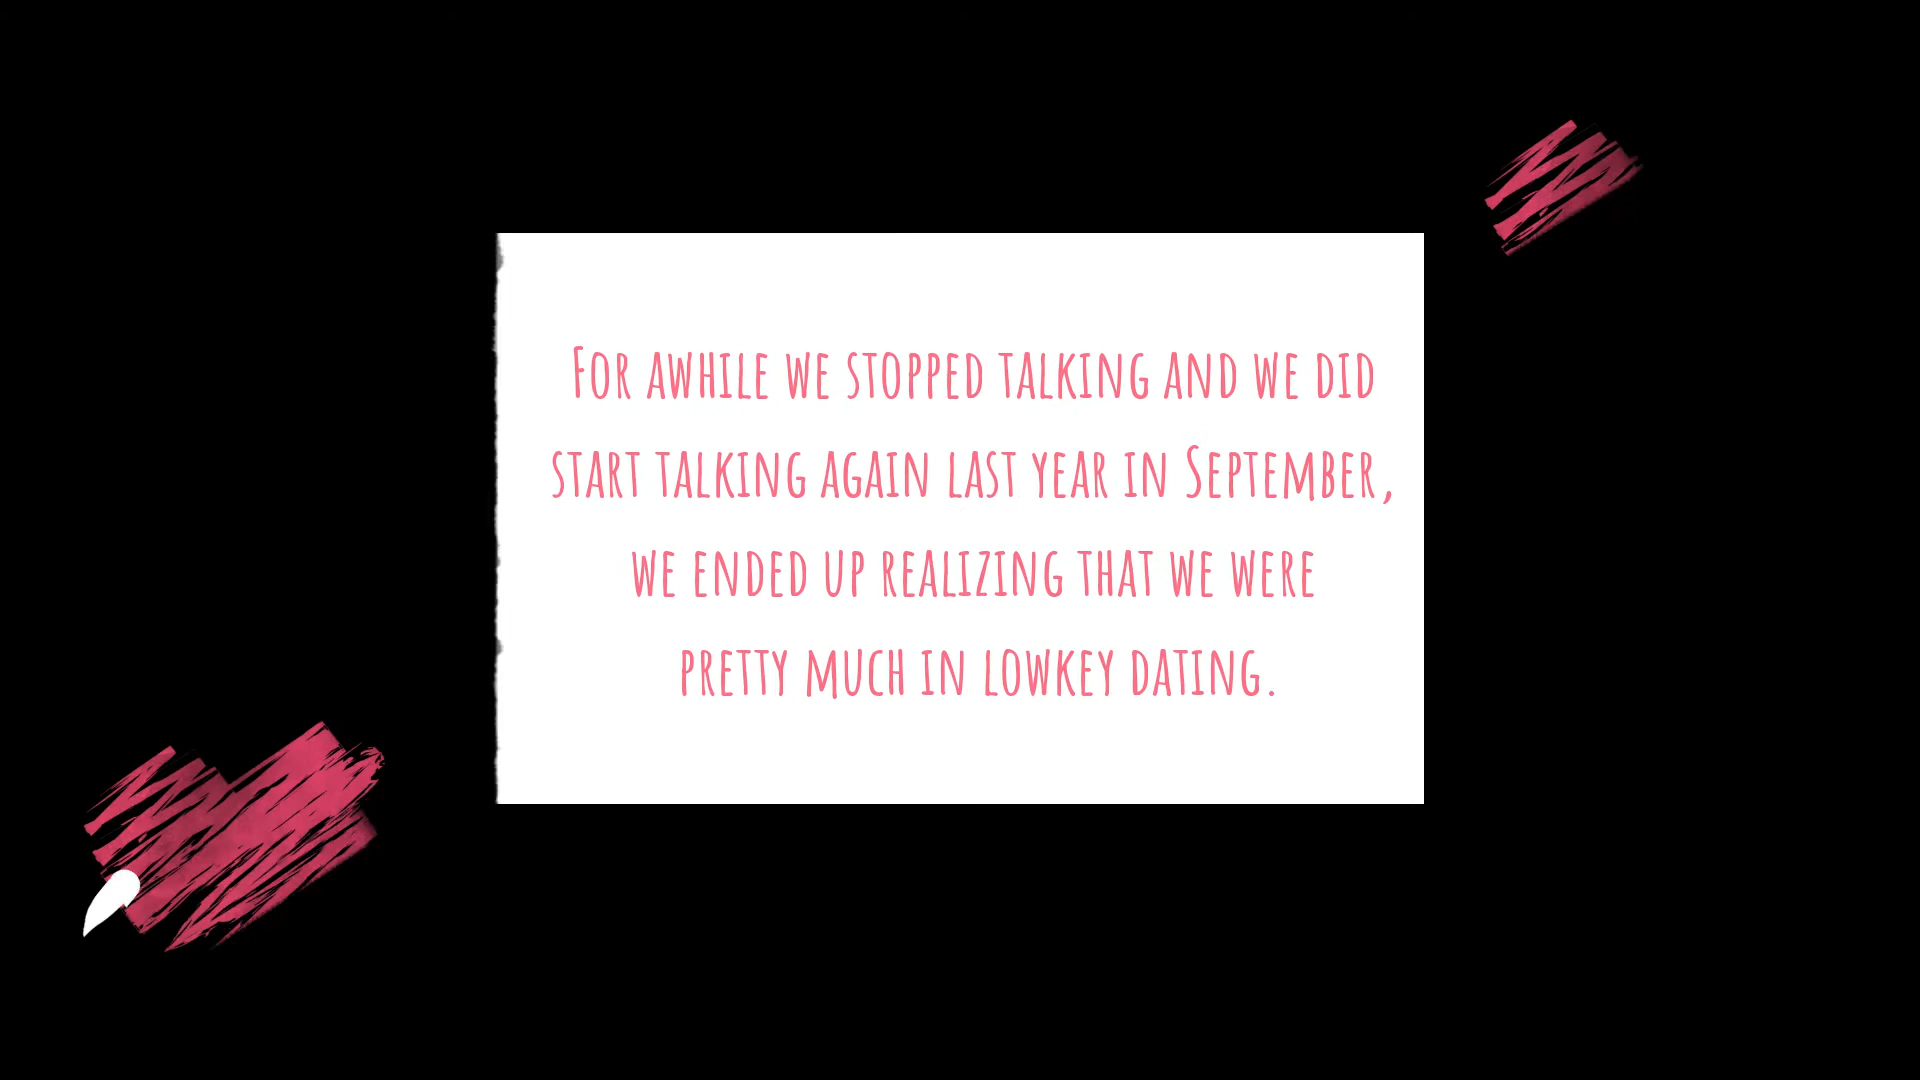 For awhile we stopped talking and we did
start talking again last year in September,
we ended up realizing that we were
pretty much in lowkey dating.